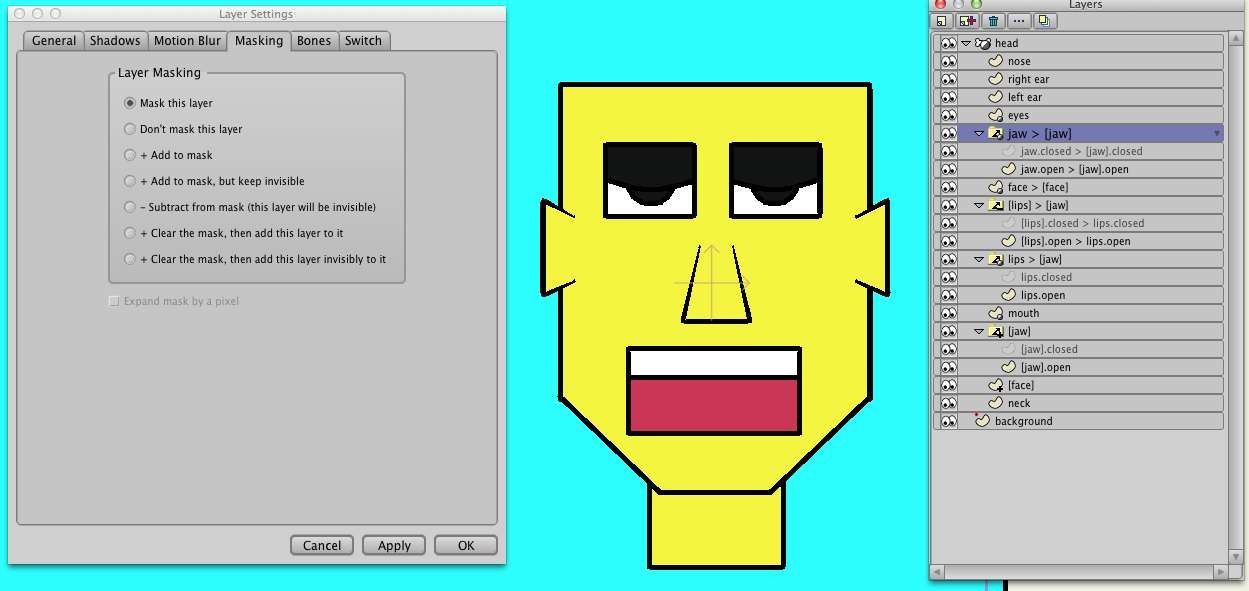 Layer Settings
General Shadows Motion Blur Masking Bones Switch
Layer Masking
Mask this layer
Don't mask this layer
+ Add to mask
+ Add to mask, but keep invisible
− Subtract from mask (this layer will be invisible)
+ Clear the mask, then add this layer to it
+ Clear the mask, then add this layer invisibly to it
Expand mask by a pixel
Cancel Apply OK
Layers
head
nose
right ear
left ear
eyes
jaw > [jaw]
jaw.closed > [jaw].closed
jaw.open > [jaw].open
face > [face]
[lips] > [jaw]
[lips].closed > lips.closed
[lips].open > lips.open
lips > [jaw]
lips.closed
lips.open
mouth
[jaw]
[jaw].closed
[jaw].open
[face]
neck
background